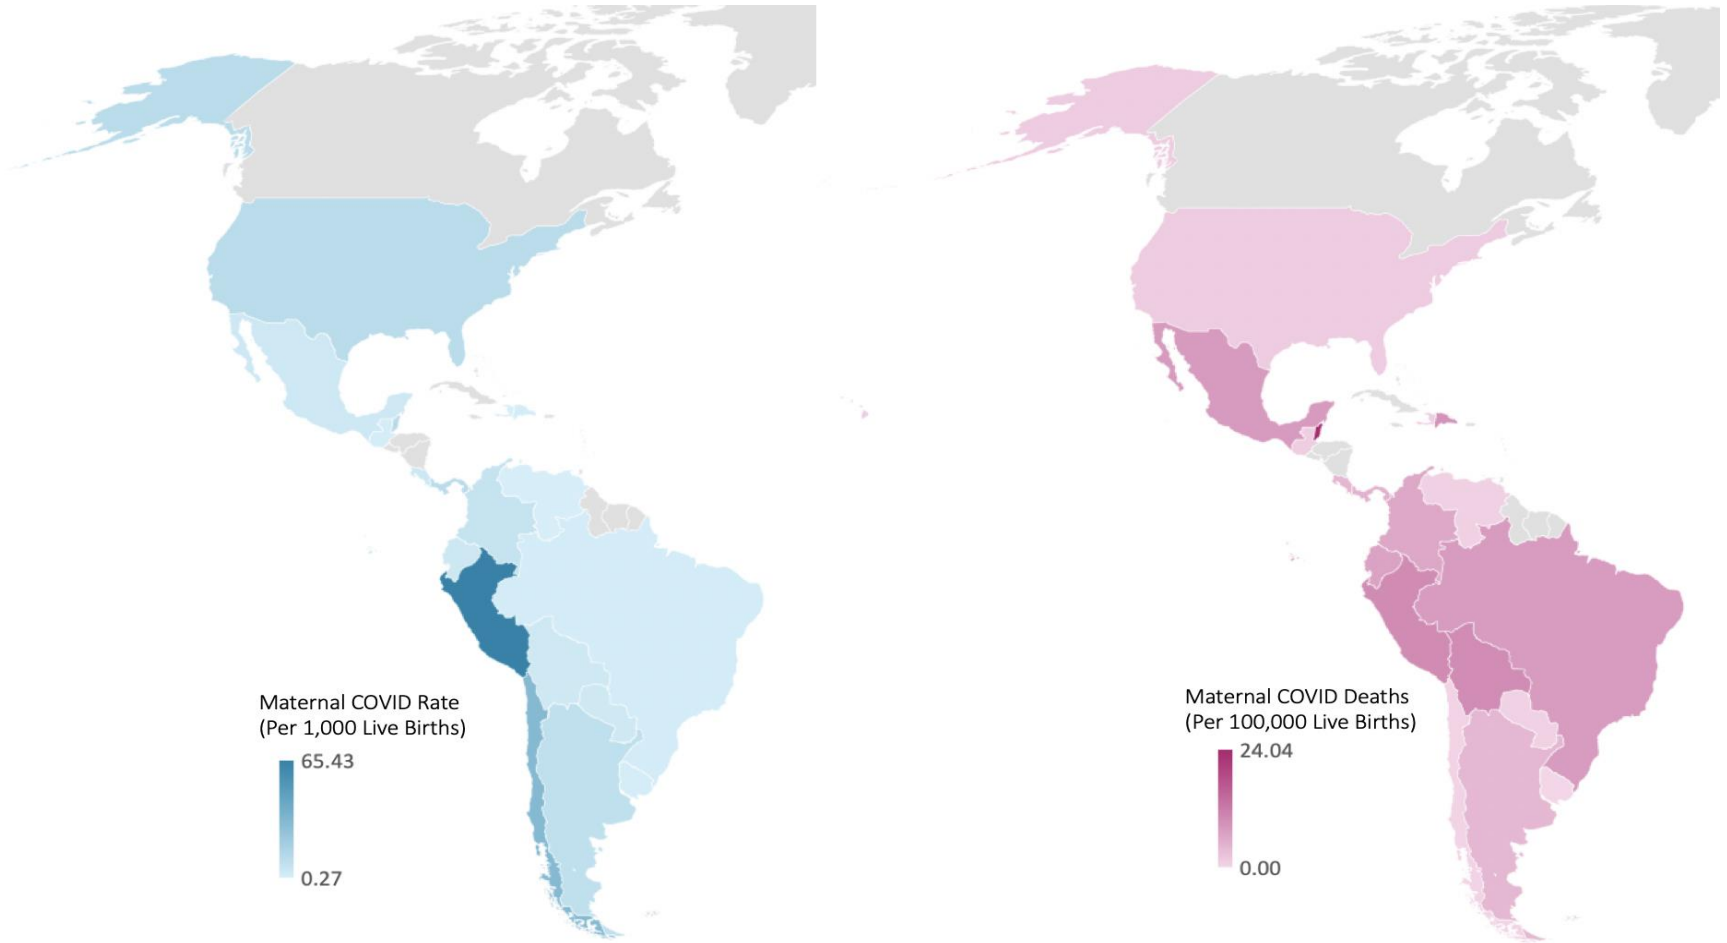 Maternal COVID Rate
(Per 1,000 Live Births)
65.43
0.27
Maternal COVID Deaths
(Per 100,000 Live Births)
24.04
0.00